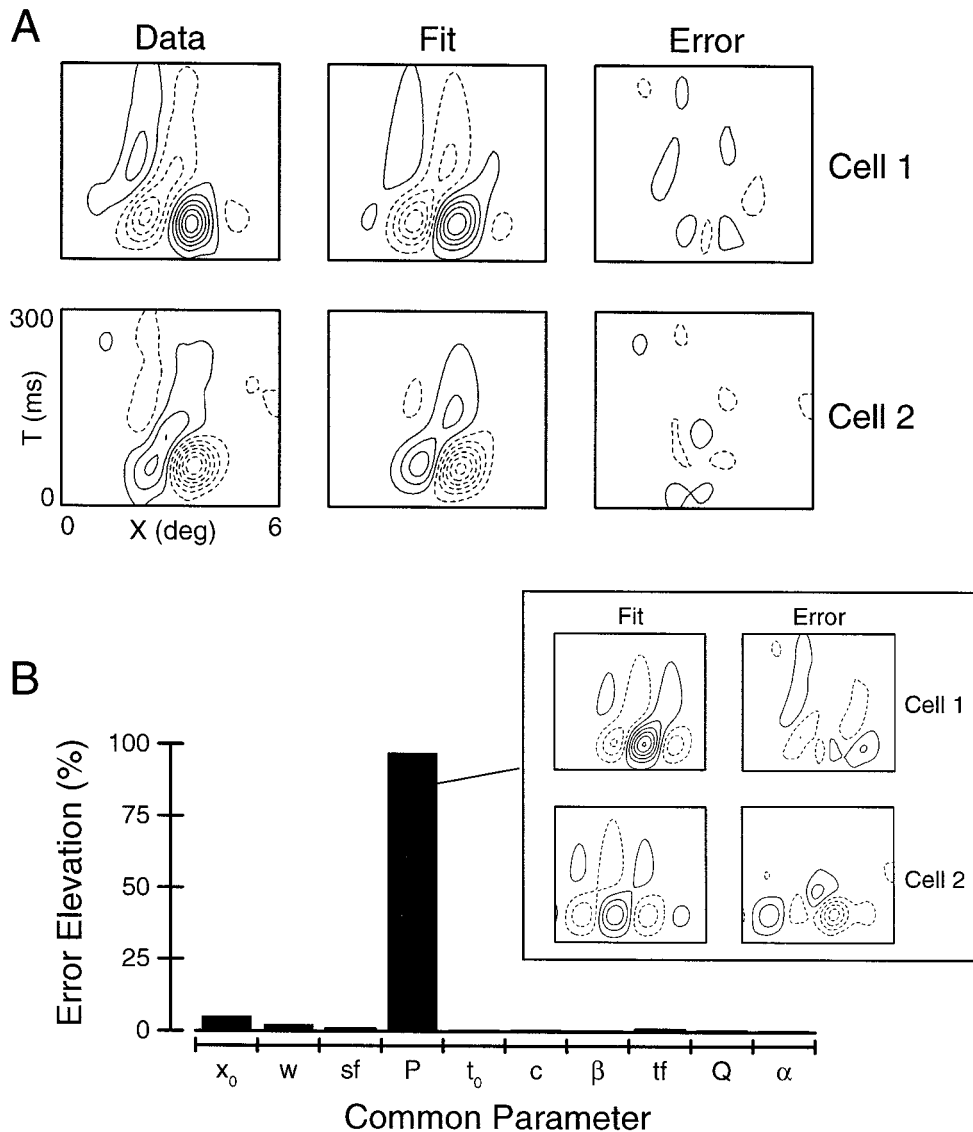 A
Data Fit Error
Cell 1
300
T (ms)
0
Cell 2
0 X (deg) 6
B
Fit Error
Cell 1
Cell 2
Error Elevation (%)
100
75
50
25
0
x₀ w sf P t₀ c β tf Q α
Common Parameter